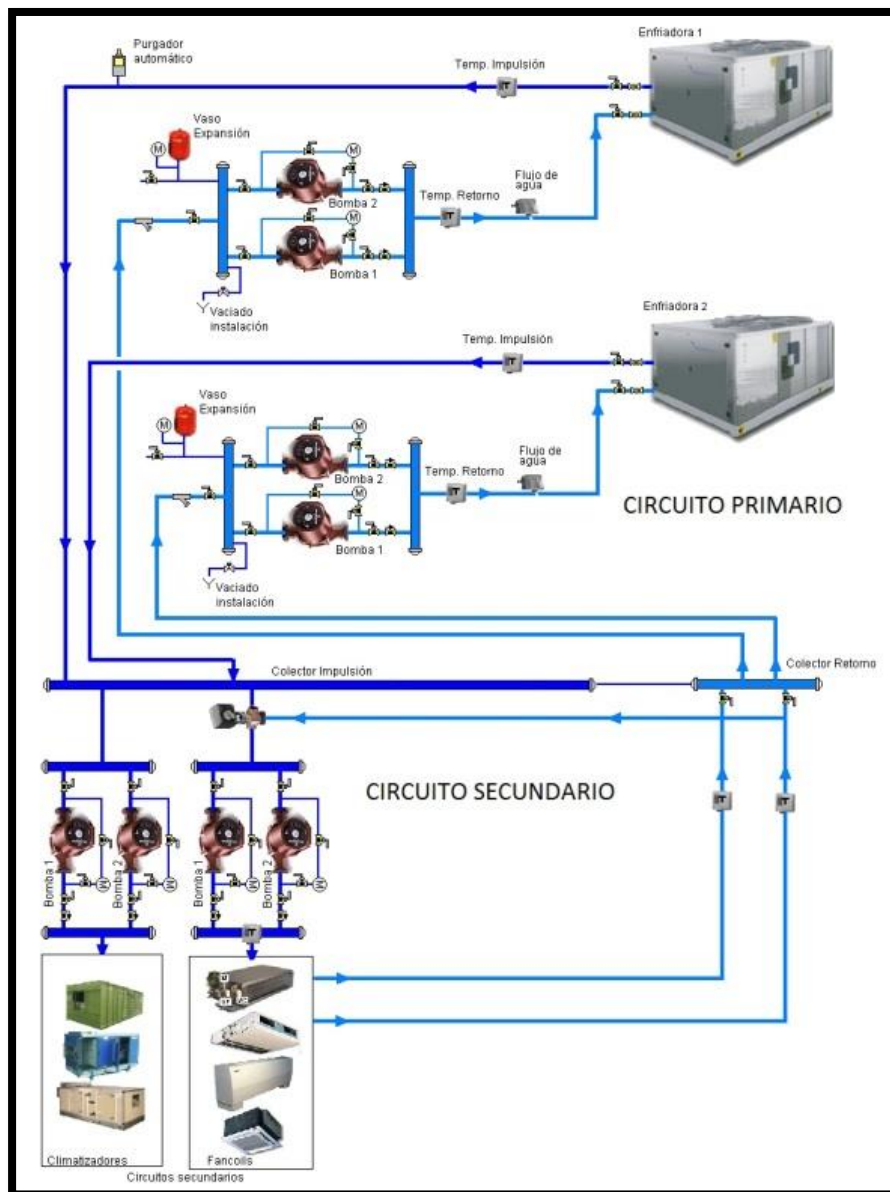 Enfriadora 1
Purgador
automático
Temp. Impulsión
Vaso
Expansión
M
M
Bomba 2
Temp. Retorno
Flujo de
agua
M
Bomba 1
Vaciado
instalación
Enfriadora 2
Temp. Impulsión
Vaso
Expansión
M
M
Bomba 2
Temp. Retorno
Flujo de
agua
M
Bomba 1
CIRCUITO PRIMARIO
Vaciado
instalación
Colector Impulsión
Colector Retorno
CIRCUITO SECUNDARIO
Bomba 1
Bomba 2
Bomba 1
Bomba 2
M
M
M
M
Climatizadores
Fancoils
Circuitos secundarios